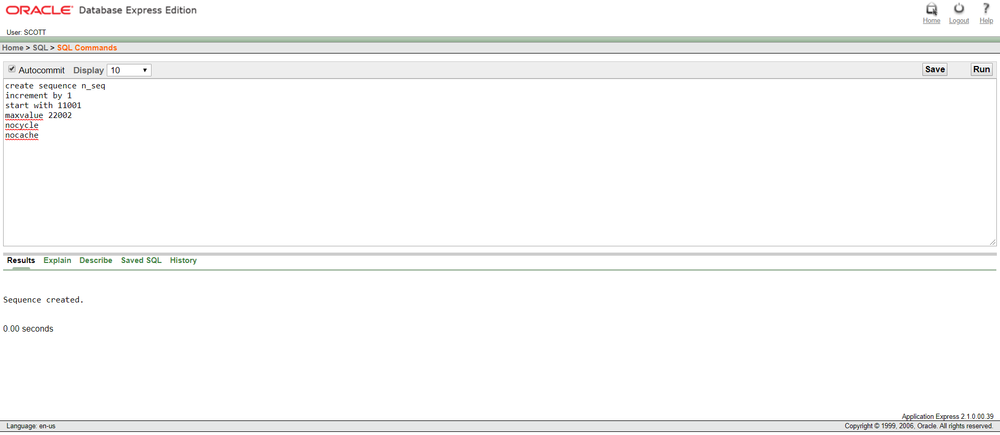 ORACLE Database Express Edition
Home Logout Help
User: SCOTT
Home > SQL > SQL Commands
Autocommit Display 10 Save Run
create sequence n_seq
increment by 1
start with 11001
maxvalue 22002
nocycle
nocache
Results Explain Describe Saved SQL History
Sequence created.
0.00 seconds
Application Express 2.1.0.00.39
Language: en-us Copyright © 1999, 2006, Oracle. All rights reserved.